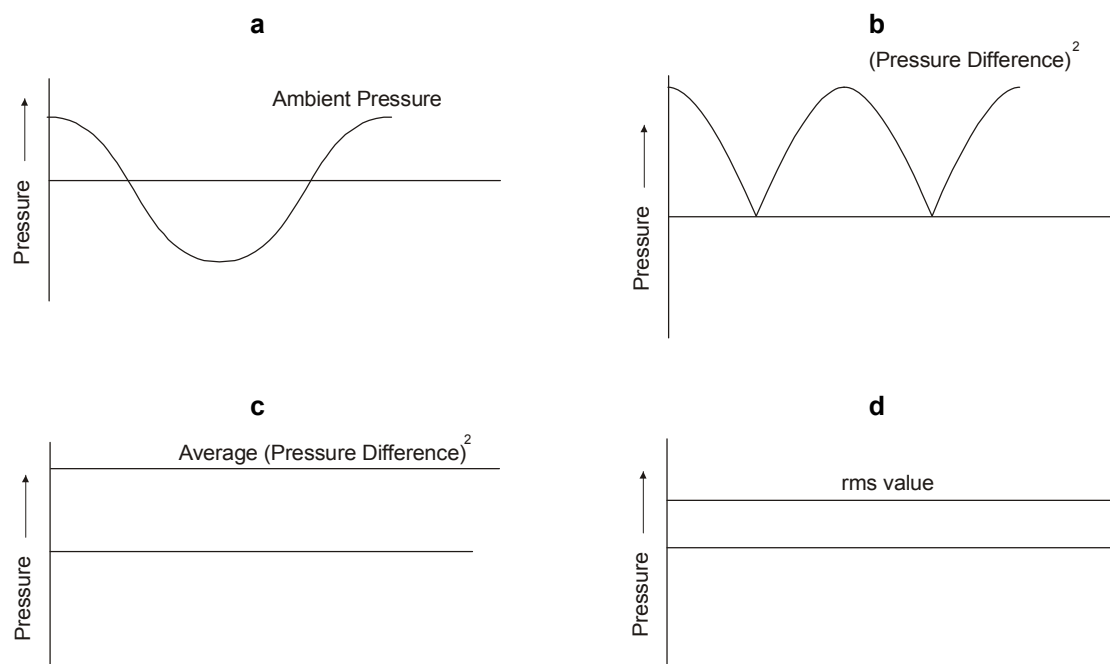 a
Ambient Pressure
Pressure
b
(Pressure Difference)²
Pressure
c
Average (Pressure Difference)²
Pressure
d
rms value
Pressure